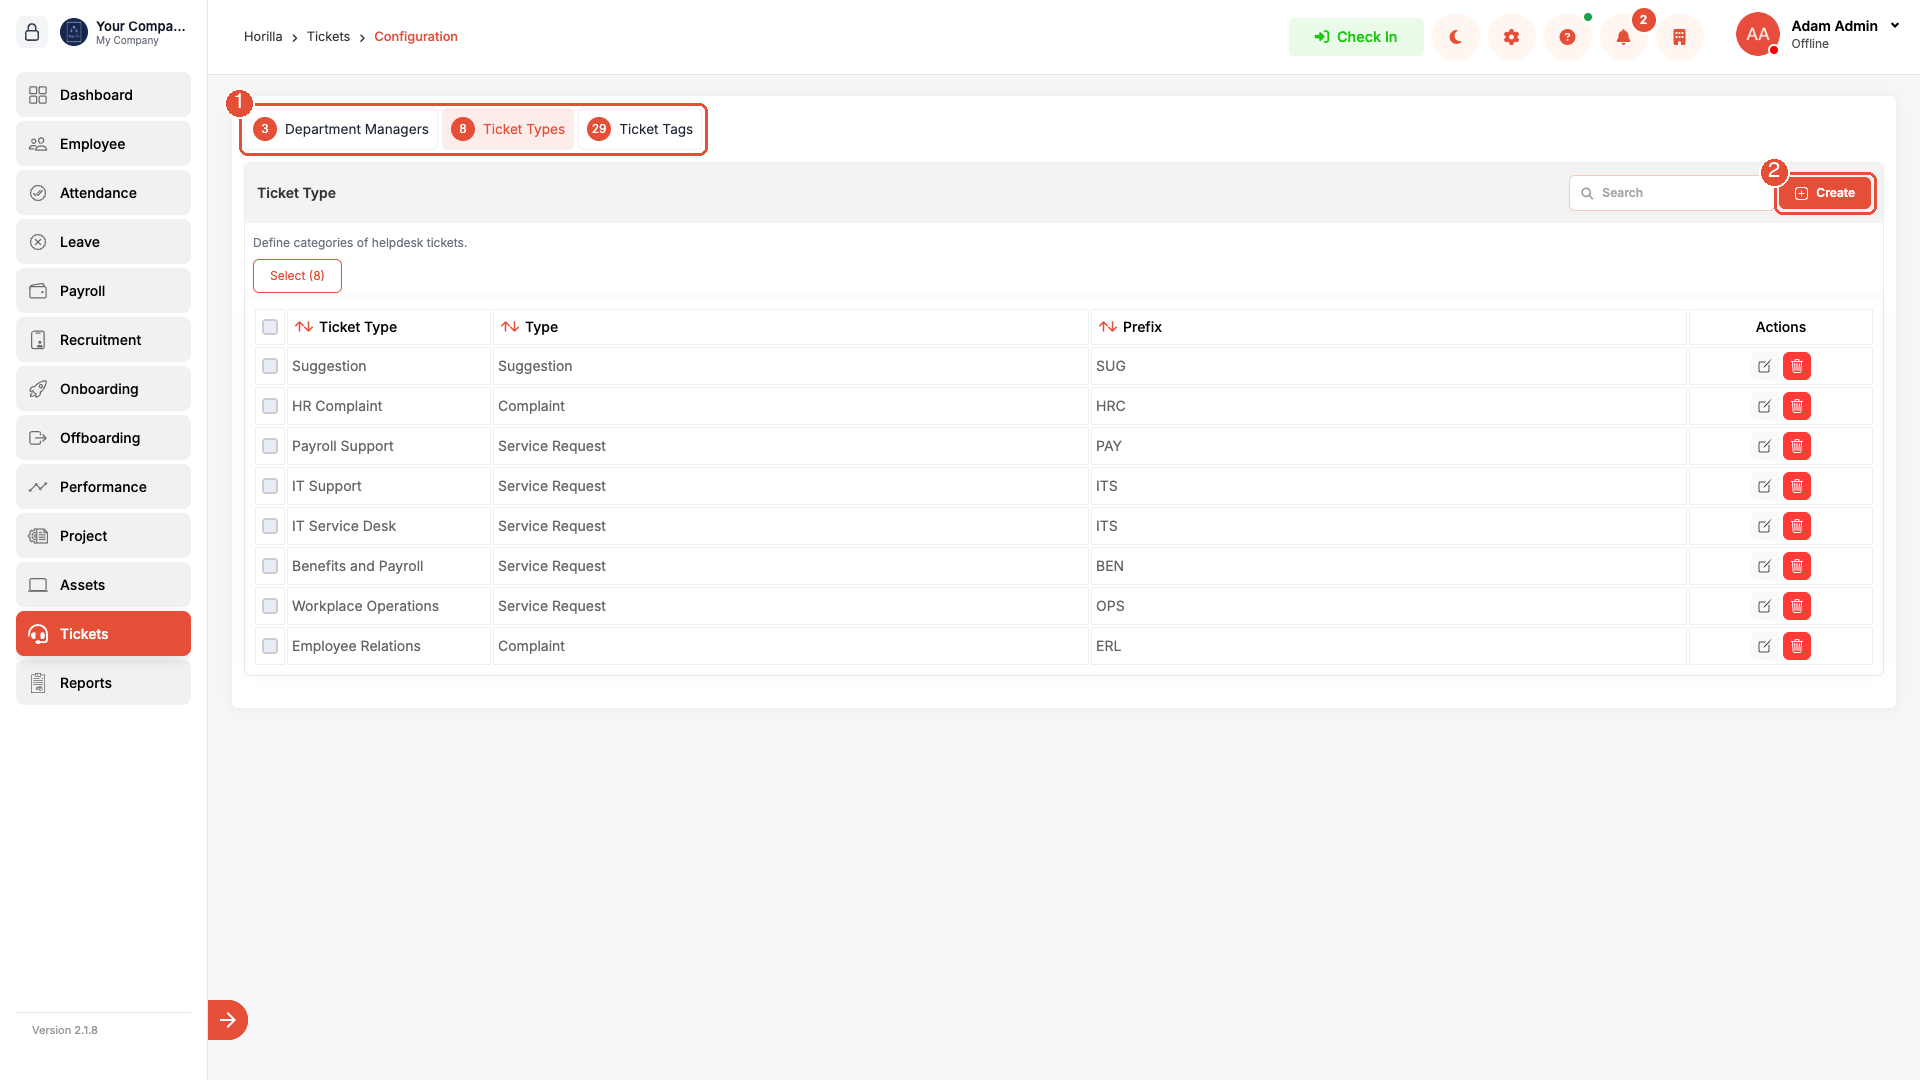 Your Compa...
My Company
Horilla > Tickets > Configuration
Check In
2
AA
Adam Admin
Offline
Dashboard
Employee
Attendance
Leave
Payroll
Recruitment
Onboarding
Offboarding
Performance
Project
Assets
Tickets
Reports
Version 2.1.8
1
3 Department Managers
8 Ticket Types
29 Ticket Tags
Ticket Type
Search
2
Create
Define categories of helpdesk tickets.
Select (8)
Ticket Type Type Prefix Actions
Suggestion Suggestion SUG
HR Complaint Complaint HRC
Payroll Support Service Request PAY
IT Support Service Request ITS
IT Service Desk Service Request ITS
Benefits and Payroll Service Request BEN
Workplace Operations Service Request OPS
Employee Relations Complaint ERL